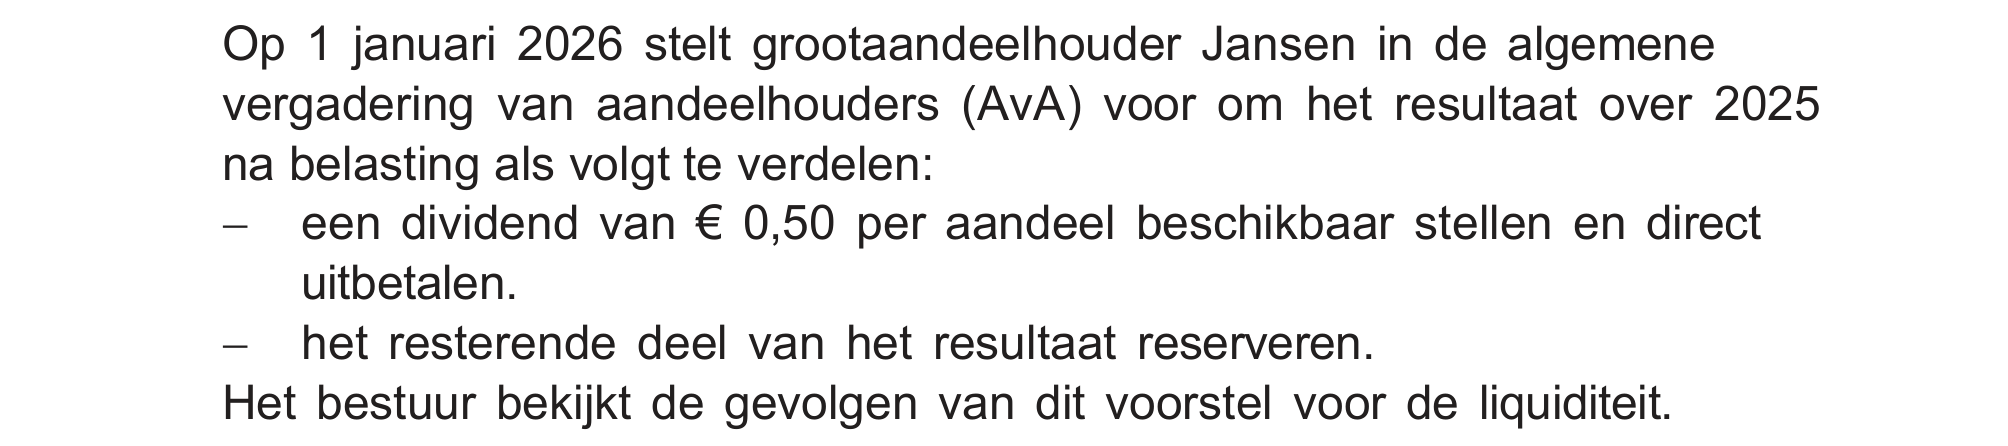 Op 1 januari 2026 stelt grootaandeelhouder Jansen in de algemene
vergadering van aandeelhouders (AvA) voor om het resultaat over 2025
na belasting als volgt te verdelen:
– een dividend van € 0,50 per aandeel beschikbaar stellen en direct
uitbetalen.
– het resterende deel van het resultaat reserveren.
Het bestuur bekijkt de gevolgen van dit voorstel voor de liquiditeit.